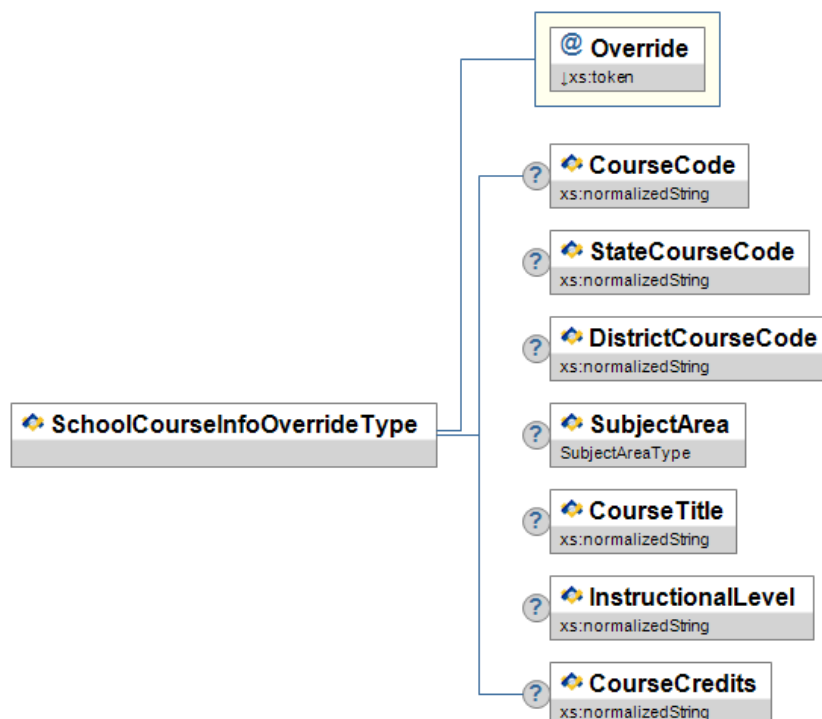 @ Override
↓xs:token
? CourseCode
xs:normalizedString
? StateCourseCode
xs:normalizedString
? DistrictCourseCode
xs:normalizedString
SchoolCourseInfoOverrideType
? SubjectArea
SubjectAreaType
? CourseTitle
xs:normalizedString
? InstructionalLevel
xs:normalizedString
? CourseCredits
xs:normalizedString